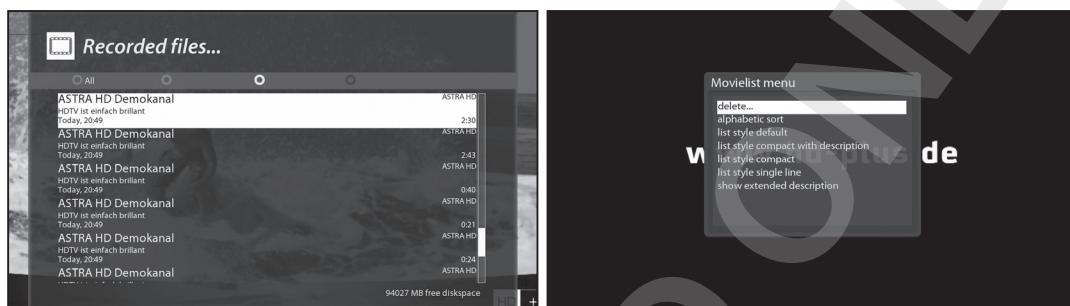 Recorded files...
All
ASTRA HD Demokanal ASTRA HD
HDTV ist einfach brillant
Today, 20:49 2:30
ASTRA HD Demokanal ASTRA HD
HDTV ist einfach brillant
Today, 20:49 2:43
ASTRA HD Demokanal ASTRA HD
HDTV ist einfach brillant
Today, 20:49 0:40
ASTRA HD Demokanal ASTRA HD
HDTV ist einfach brillant
Today, 20:49 0:21
ASTRA HD Demokanal ASTRA HD
HDTV ist einfach brillant
Today, 20:49 0:24
ASTRA HD Demokanal ASTRA HD
94027 MB free diskspace
HD +
Movielist menu
delete...
alphabetic sort
list style default
list style compact with description
list style compact
list style single line
show extended description
de